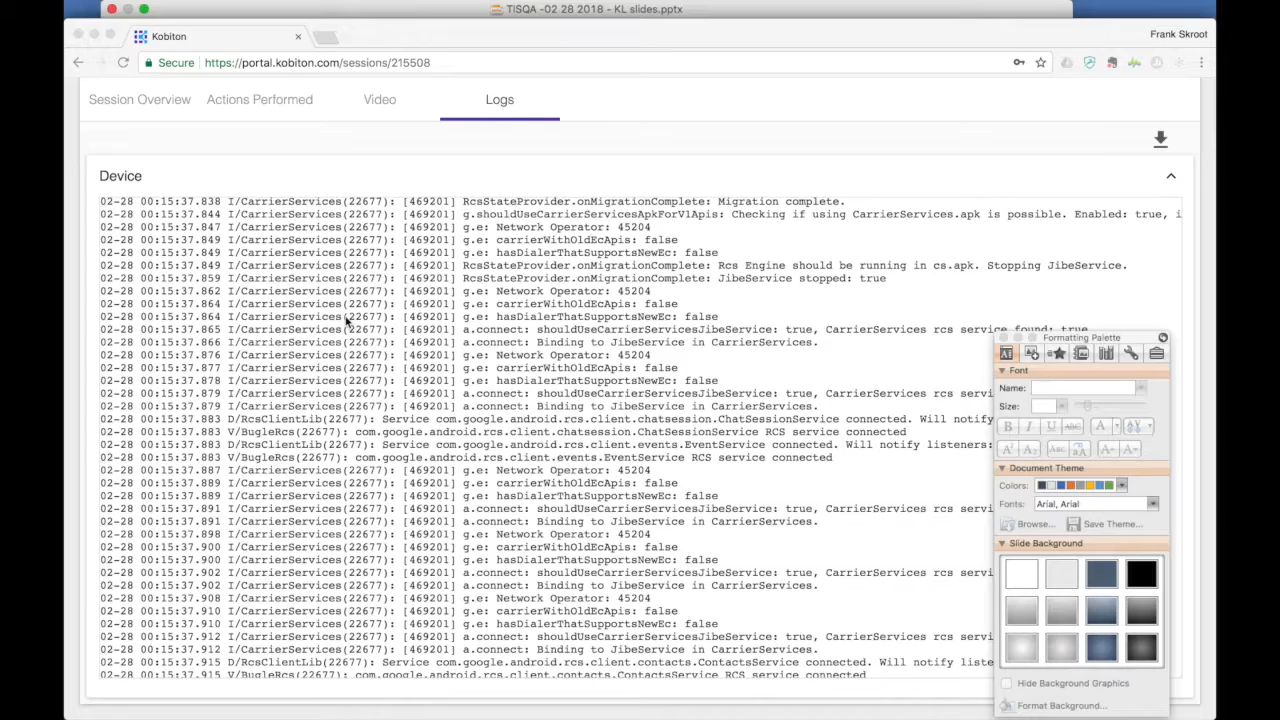 TISQA -02 28 2018 - KL slides.pptx
Kobiton
Frank Skroot
Secure https://portal.kobiton.com/sessions/215508
Session Overview Actions Performed Video Logs
Device
02-28 00:15:37.838 I/CarrierServices(22677): [469201] RcsStateProvider.onMigrationComplete: Migration complete.
02-28 00:15:37.844 I/CarrierServices(22677): [469201] g.shouldUseCarrierServicesApkForV1Apis: Checking if using CarrierServices.apk is possible. Enabled: true, i
02-28 00:15:37.847 I/CarrierServices(22677): [469201] g.e: Network Operator: 45204
02-28 00:15:37.849 I/CarrierServices(22677): [469201] g.e: carrierWithOldEcApis: false
02-28 00:15:37.849 I/CarrierServices(22677): [469201] g.e: hasDialerThatSupportsNewEc: false
02-28 00:15:37.849 I/CarrierServices(22677): [469201] RcsStateProvider.onMigrationComplete: Rcs Engine should be running in cs.apk. Stopping JibeService.
02-28 00:15:37.859 I/CarrierServices(22677): [469201] RcsStateProvider.onMigrationComplete: JibeService stopped: true
02-28 00:15:37.862 I/CarrierServices(22677): [469201] g.e: Network Operator: 45204
02-28 00:15:37.864 I/CarrierServices(22677): [469201] g.e: carrierWithOldEcApis: false
02-28 00:15:37.864 I/CarrierServices(22677): [469201] g.e: hasDialerThatSupportsNewEc: false
02-28 00:15:37.865 I/CarrierServices(22677): [469201] a.connect: shouldUseCarrierServicesJibeService: true, CarrierServices rcs service found: true
02-28 00:15:37.870 I/CarrierServices(22677): [469201] a.connect: Binding to JibeService in CarrierServices.
02-28 00:15:37.876 I/CarrierServices(22677): [469201] g.e: Network Operator: 45204
02-28 00:15:37.877 I/CarrierServices(22677): [469201] g.e: carrierWithOldEcApis: false
02-28 00:15:37.878 I/CarrierServices(22677): [469201] g.e: hasDialerThatSupportsNewEc: false
02-28 00:15:37.879 I/CarrierServices(22677): [469201] a.connect: shouldUseCarrierServicesJibeService: true, CarrierServices rcs servi
02-28 00:15:37.879 I/CarrierServices(22677): [469201] a.connect: Binding to JibeService in CarrierServices.
02-28 00:15:37.883 D/RcsClientLib(22677): Service com.google.android.rcs.client.chatsession.ChatSessionService connected. Will notify
02-28 00:15:37.883 V/BugleRcs(22677): com.google.android.rcs.client.chatsession.ChatSessionService RCS service connected
02-28 00:15:37.883 D/RcsClientLib(22677): Service com.google.android.rcs.client.events.EventService connected. Will notify listeners:
02-28 00:15:37.883 V/BugleRcs(22677): com.google.android.rcs.client.events.EventService RCS service connected
02-28 00:15:37.887 I/CarrierServices(22677): [469201] g.e: Network Operator: 45204
02-28 00:15:37.889 I/CarrierServices(22677): [469201] g.e: carrierWithOldEcApis: false
02-28 00:15:37.889 I/CarrierServices(22677): [469201] g.e: hasDialerThatSupportsNewEc: false
02-28 00:15:37.891 I/CarrierServices(22677): [469201] a.connect: shouldUseCarrierServicesJibeService: true, CarrierServices rcs servi
02-28 00:15:37.891 I/CarrierServices(22677): [469201] a.connect: Binding to JibeService in CarrierServices.
02-28 00:15:37.898 I/CarrierServices(22677): [469201] g.e: Network Operator: 45204
02-28 00:15:37.900 I/CarrierServices(22677): [469201] g.e: carrierWithOldEcApis: false
02-28 00:15:37.900 I/CarrierServices(22677): [469201] g.e: hasDialerThatSupportsNewEc: false
02-28 00:15:37.902 I/CarrierServices(22677): [469201] a.connect: shouldUseCarrierServicesJibeService: true, CarrierServices rcs servi
02-28 00:15:37.902 I/CarrierServices(22677): [469201] a.connect: Binding to JibeService in CarrierServices.
02-28 00:15:37.908 I/CarrierServices(22677): [469201] g.e: Network Operator: 45204
02-28 00:15:37.910 I/CarrierServices(22677): [469201] g.e: carrierWithOldEcApis: false
02-28 00:15:37.910 I/CarrierServices(22677): [469201] g.e: hasDialerThatSupportsNewEc: false
02-28 00:15:37.912 I/CarrierServices(22677): [469201] a.connect: shouldUseCarrierServicesJibeService: true, CarrierServices rcs servi
02-28 00:15:37.912 I/CarrierServices(22677): [469201] a.connect: Binding to JibeService in CarrierServices.
02-28 00:15:37.915 D/RcsClientLib(22677): Service com.google.android.rcs.client.contacts.ContactsService connected. Will notify liste
02-28 00:15:37.915 V/BugleRcs(22677): com.google.android.rcs.client.contacts.ContactsService RCS service connected
Formatting Palette
Font
Name:
Size:
B I U ABC A AV
A² A₂ Abc aA A+ A-
Document Theme
Colors:
Fonts: Arial, Arial
Browse... Save Theme...
Slide Background
Hide Background Graphics
Format Background...